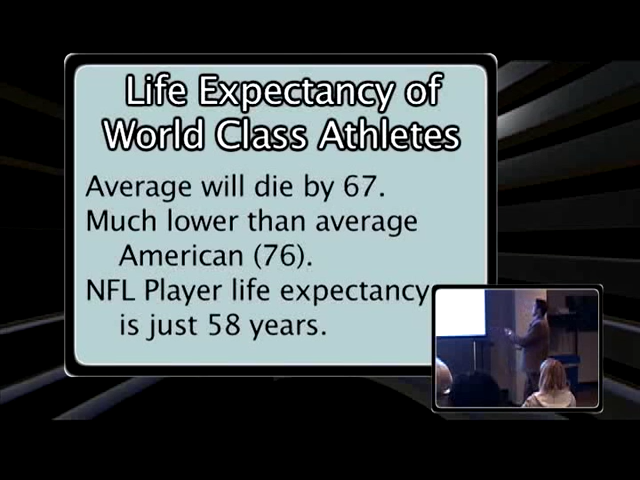 Life Expectancy of
World Class Athletes
Average will die by 67.
Much lower than average
American (76).
NFL Player life expectancy
is just 58 years.